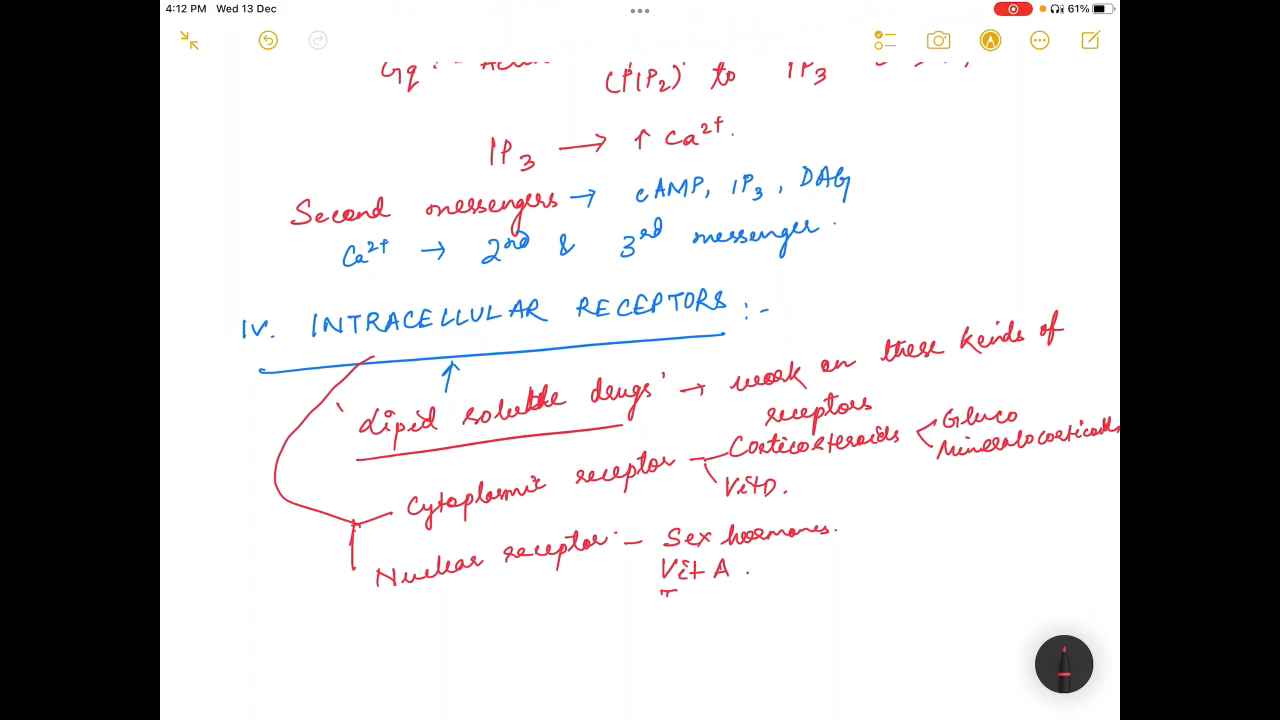 4:12 PM Wed 13 Dec
61%
Gq :-
(PIP2) to IP3
IP3 → ↑ Ca2+.
Second messengers → cAMP, IP3, DAG
Ca2+ → 2nd & 3rd messenger.
IV. INTRACELLULAR RECEPTORS :-
'Lipid soluble drugs' → work on these kinds of
receptors
Cytoplasmic receptor - Corticosteroids < Gluco
Mineralocorticoids
Vit D.
Nuclear receptor - Sex hormones.
Vit A.